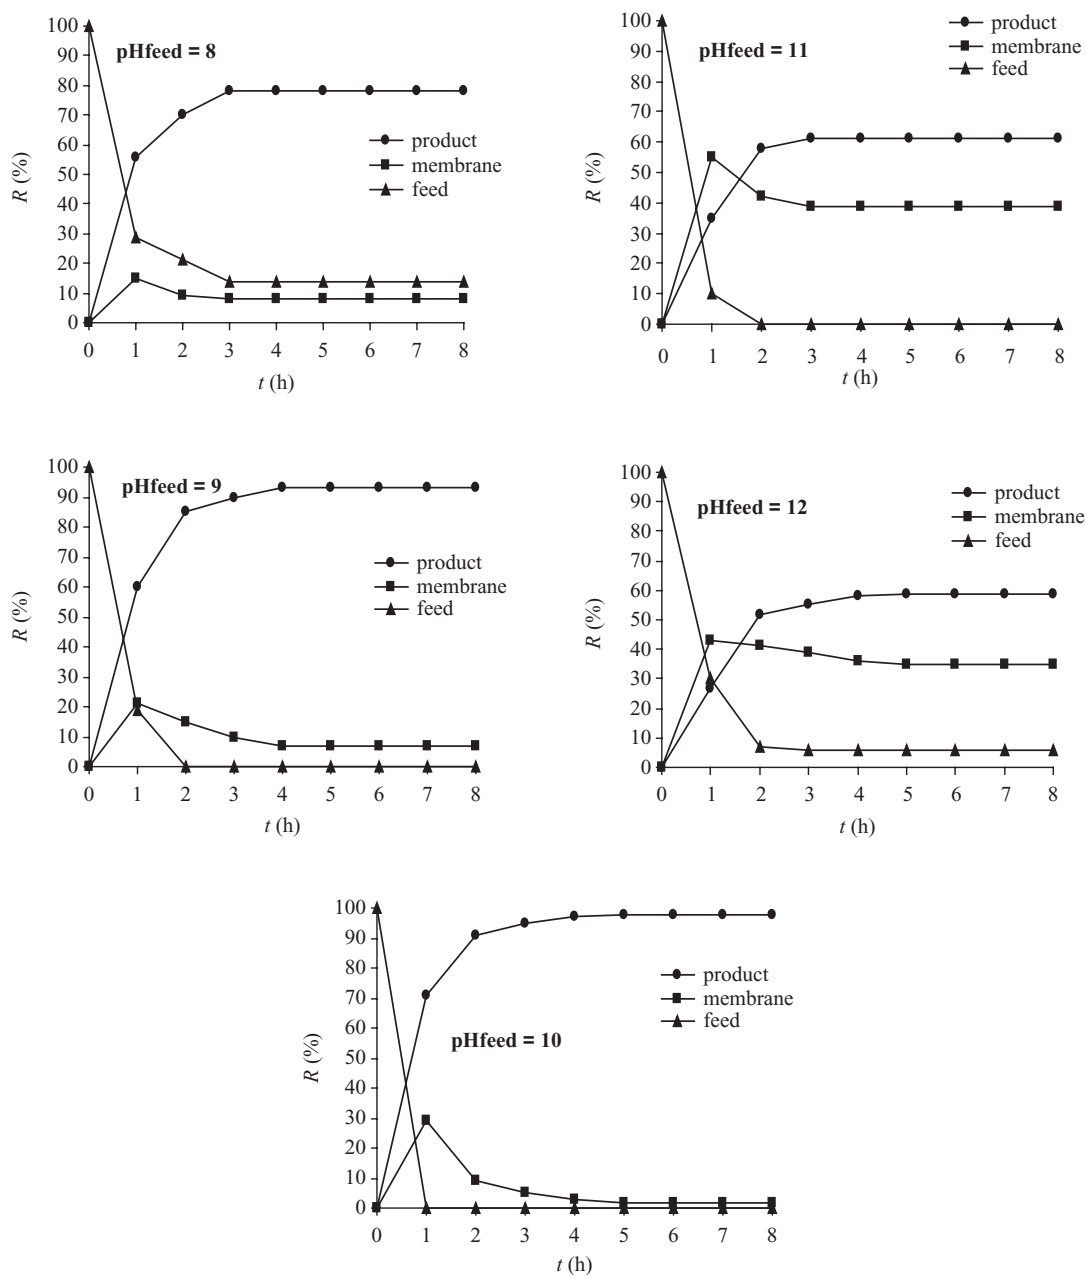 pHfeed = 8
R (%)
100
90
80
70
60
50
40
30
20
10
0
product
membrane
feed
0 1 2 3 4 5 6 7 8
t (h)
pHfeed = 11
R (%)
100
90
80
70
60
50
40
30
20
10
0
product
membrane
feed
0 1 2 3 4 5 6 7 8
t (h)
pHfeed = 9
R (%)
100
90
80
70
60
50
40
30
20
10
0
product
membrane
feed
0 1 2 3 4 5 6 7 8
t (h)
pHfeed = 12
R (%)
100
90
80
70
60
50
40
30
20
10
0
product
membrane
feed
0 1 2 3 4 5 6 7 8
t (h)
pHfeed = 10
R (%)
100
90
80
70
60
50
40
30
20
10
0
product
membrane
feed
0 1 2 3 4 5 6 7 8
t (h)